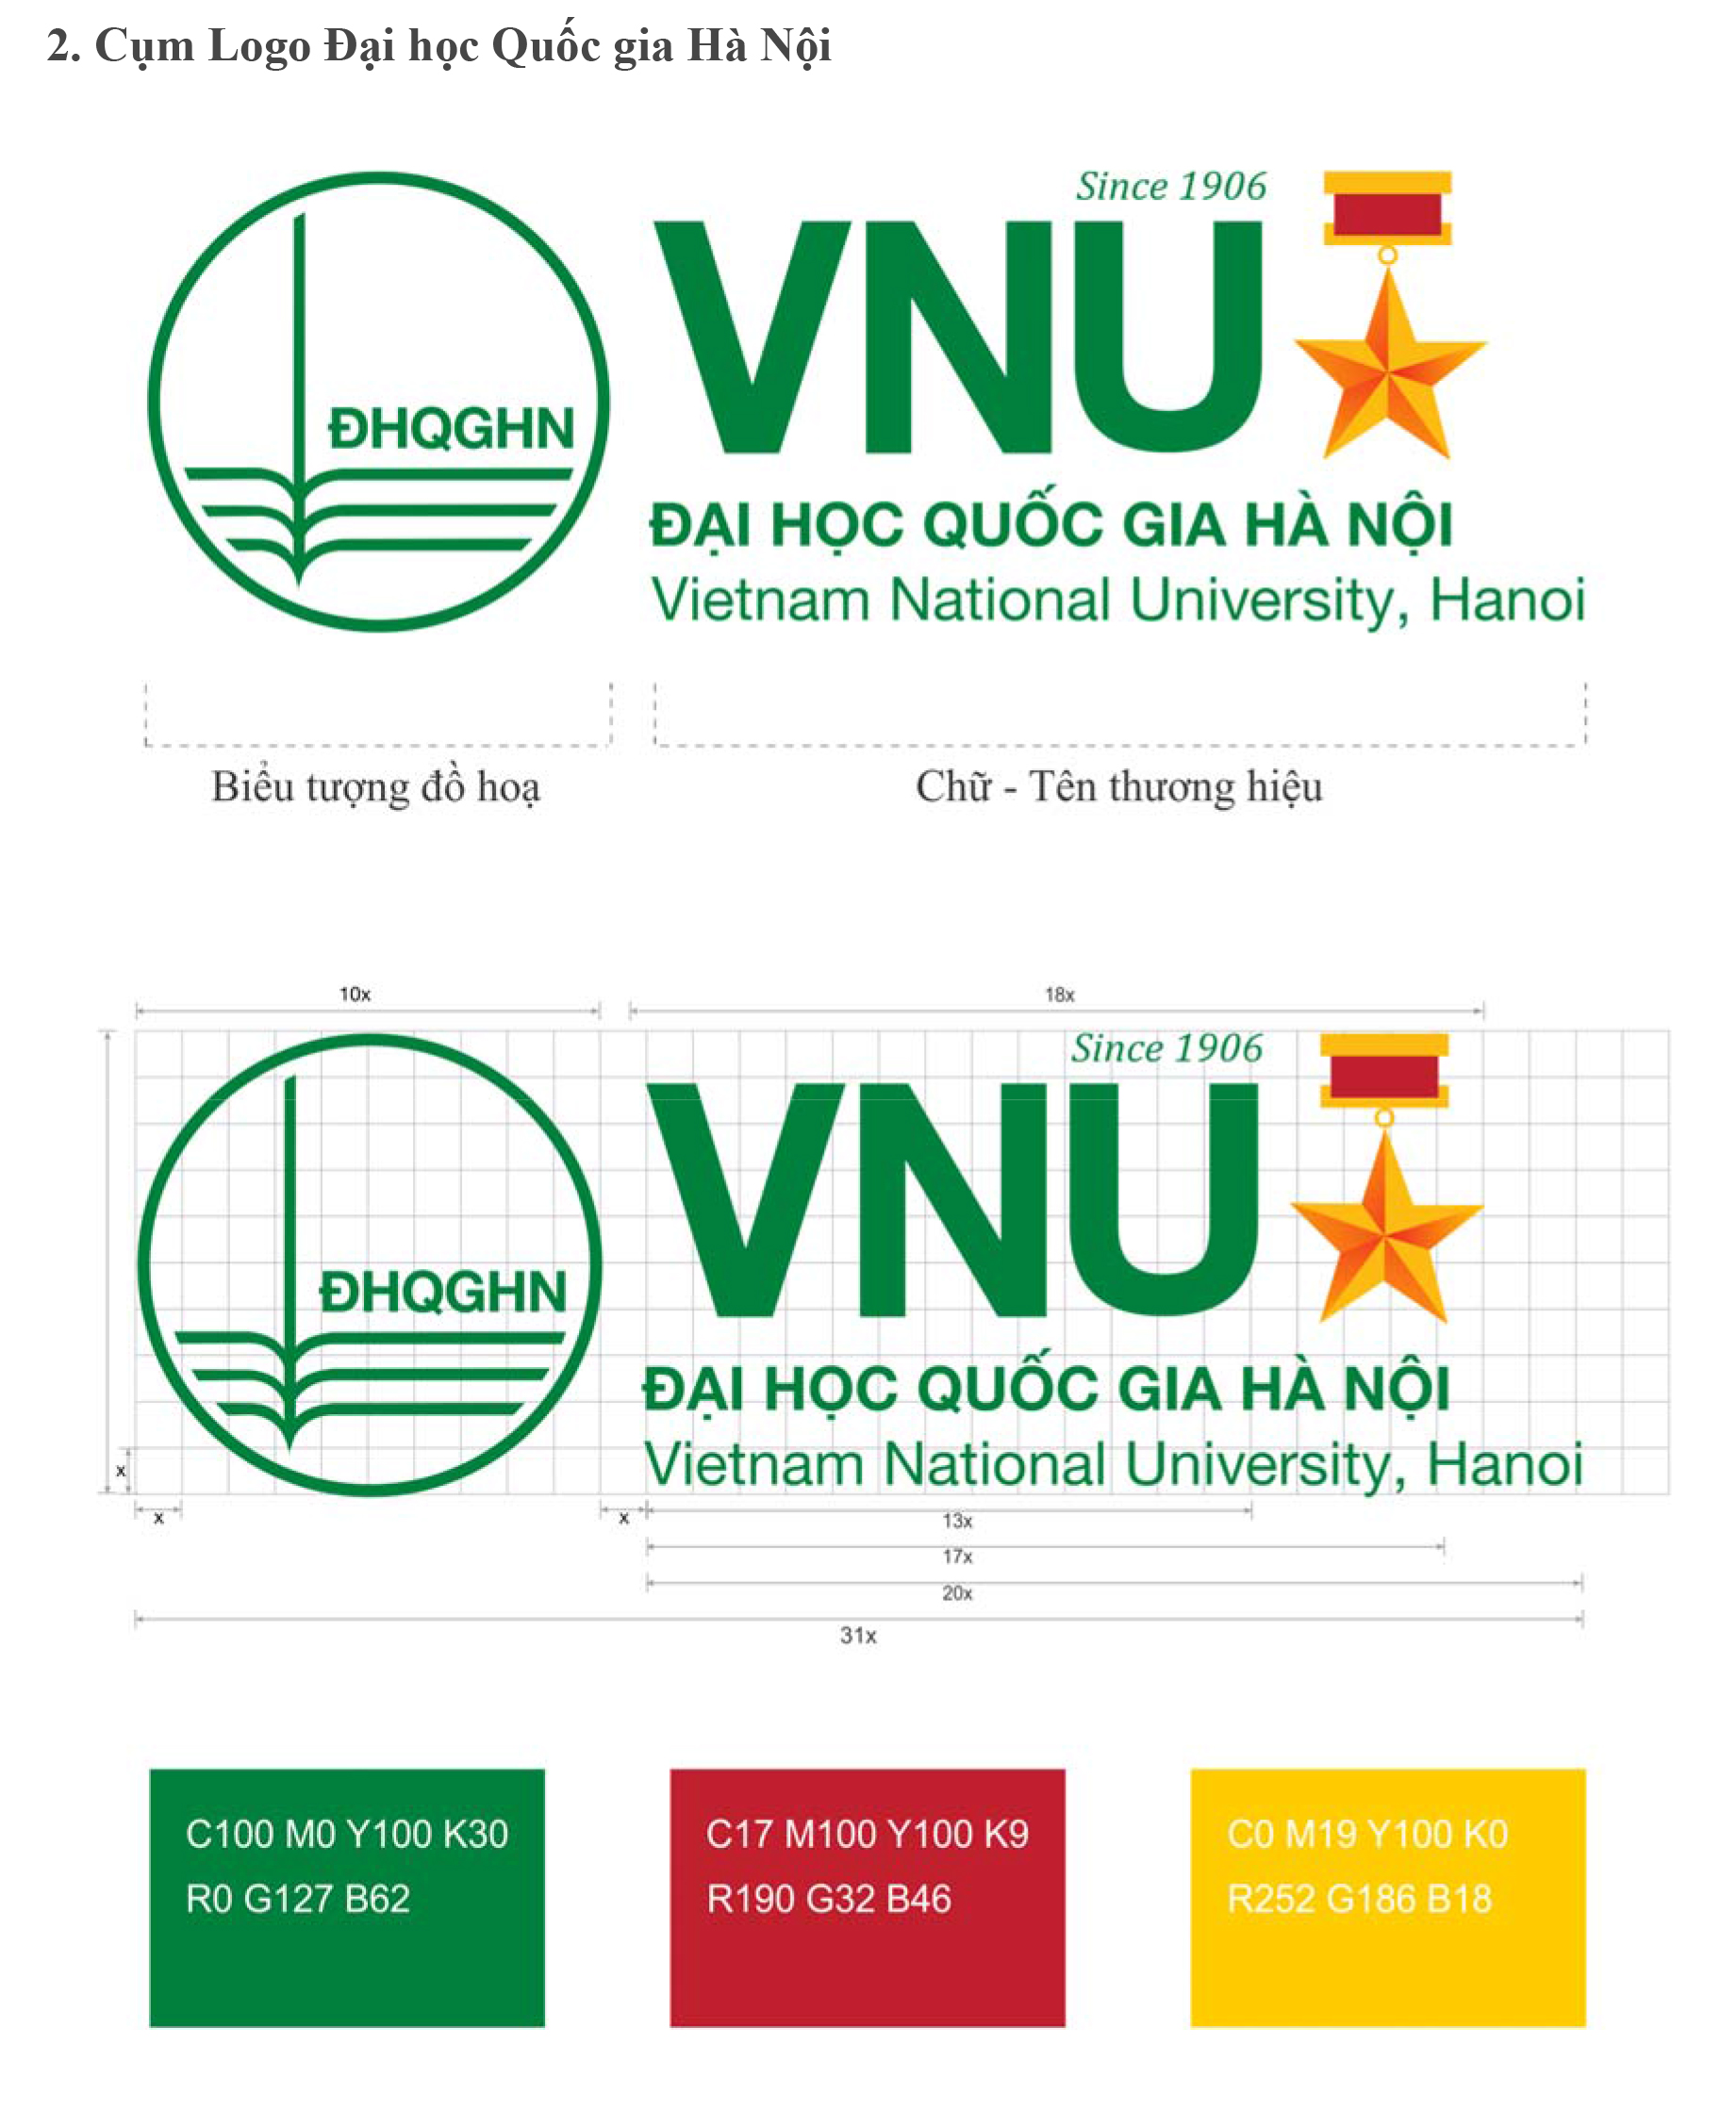 2. Cụm Logo Đại học Quốc gia Hà Nội
Since 1906
VNU
ĐHQGHN
ĐẠI HỌC QUỐC GIA HÀ NỘI
Vietnam National University, Hanoi
Biểu tượng đồ hoạ
Chữ - Tên thương hiệu
10x
18x
Since 1906
VNU
ĐHQGHN
ĐẠI HỌC QUỐC GIA HÀ NỘI
Vietnam National University, Hanoi
x
x
x
13x
17x
20x
31x
C100 M0 Y100 K30
R0 G127 B62
C17 M100 Y100 K9
R190 G32 B46
C0 M19 Y100 K0
R252 G186 B18